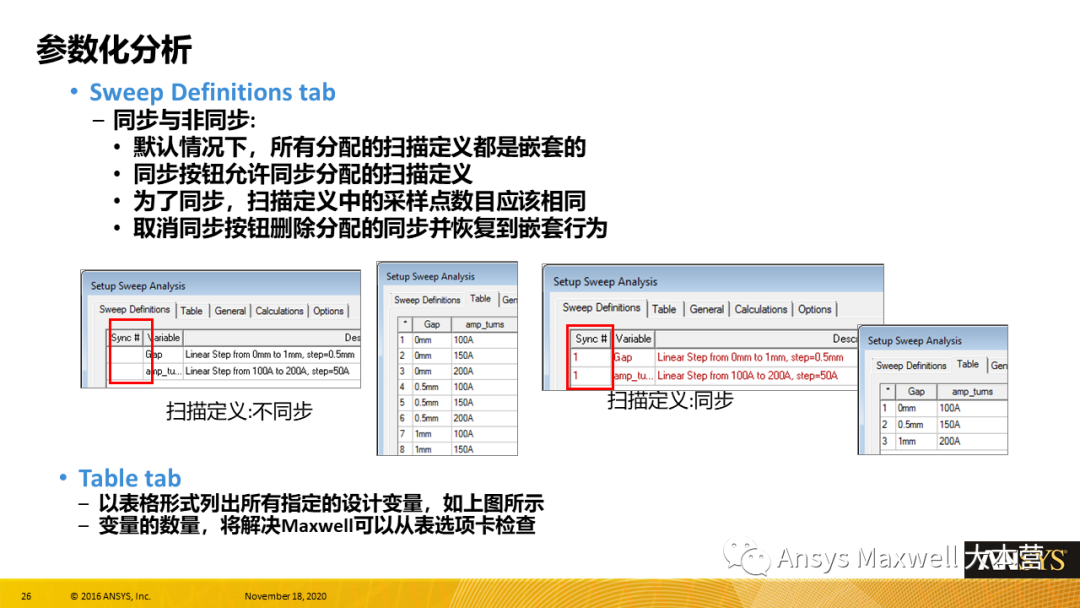 参数化分析
• Sweep Definitions tab
– 同步与非同步:
• 默认情况下，所有分配的扫描定义都是嵌套的
• 同步按钮允许同步分配的扫描定义
• 为了同步，扫描定义中的采样点数目应该相同
• 取消同步按钮删除分配的同步并恢复到嵌套行为
Setup Sweep Analysis
Sweep Definitions Table General Calculations Options
Sync # Variable Des
Gap Linear Step from 0mm to 1mm, step=0.5mm
amp_tu... Linear Step from 100A to 200A, step=50A
扫描定义:不同步
Setup Sweep Analysis
Sweep Definitions Table Gen
* Gap amp_turns
1 0mm 100A
2 0mm 150A
3 0mm 200A
4 0.5mm 100A
5 0.5mm 150A
6 0.5mm 200A
7 1mm 100A
8 1mm 150A
Setup Sweep Analysis
Sweep Definitions Table General Calculations Options
Sync # Variable Descr
1 Gap Linear Step from 0mm to 1mm, step=0.5mm
1 amp_tu... Linear Step from 100A to 200A, step=50A
扫描定义:同步
Setup Sweep Analysis
Sweep Definitions Table Gen
* Gap amp_turns
1 0mm 100A
2 0.5mm 150A
3 1mm 200A
• Table tab
– 以表格形式列出所有指定的设计变量，如上图所示
– 变量的数量，将解决Maxwell可以从表选项卡检查
Ansys Maxwell 大本营
ANSYS®
26 © 2016 ANSYS, Inc. November 18, 2020